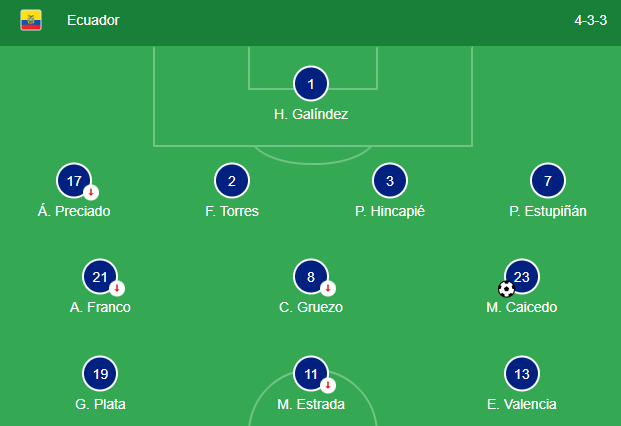 Ecuador 4-3-3
1
H. Galíndez
17 2 3 7
Á. Preciado F. Torres P. Hincapié P. Estupiñán
21 8 23
A. Franco C. Gruezo M. Caicedo
19 11 13
G. Plata M. Estrada E. Valencia